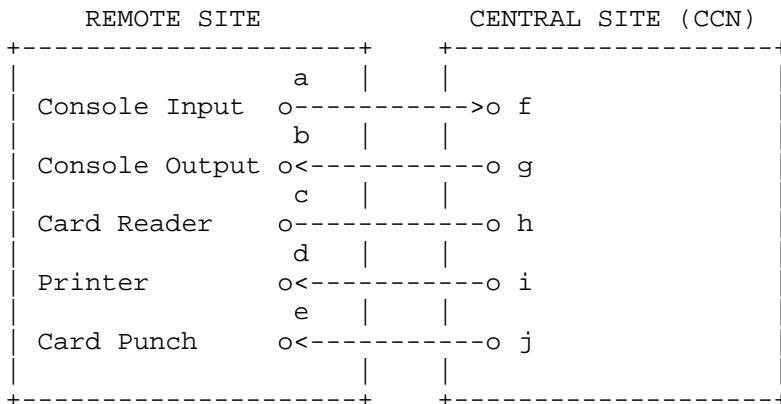 REMOTE SITE CENTRAL SITE (CCN)
a
Console Input o----------->o f
b
Console Output o<-----------o g
c
Card Reader o------------o h
d
Printer o<-----------o i
e
Card Punch o<-----------o j